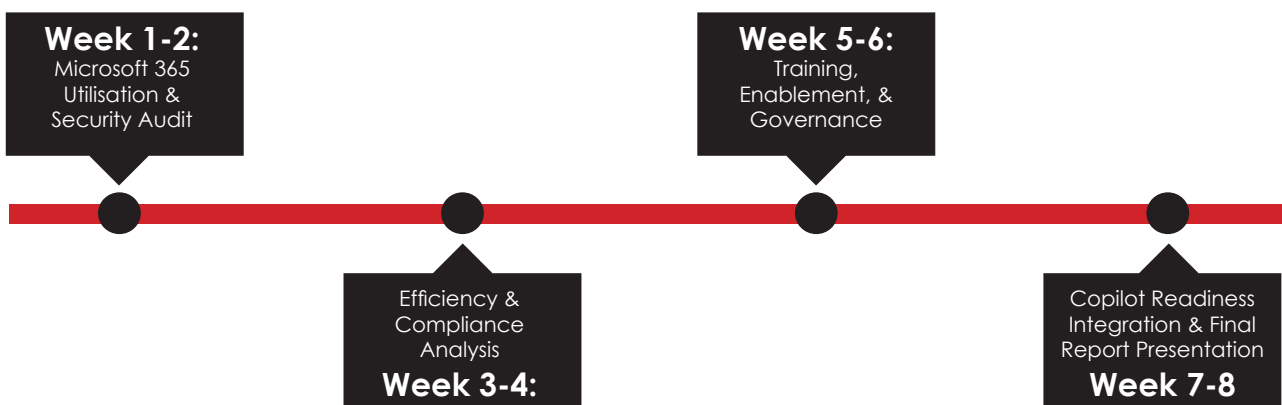 Week 1-2:
Microsoft 365
Utilisation &
Security Audit
Efficiency &
Compliance
Analysis
Week 3-4:
Week 5-6:
Training,
Enablement, &
Governance
Copilot Readiness
Integration & Final
Report Presentation
Week 7-8